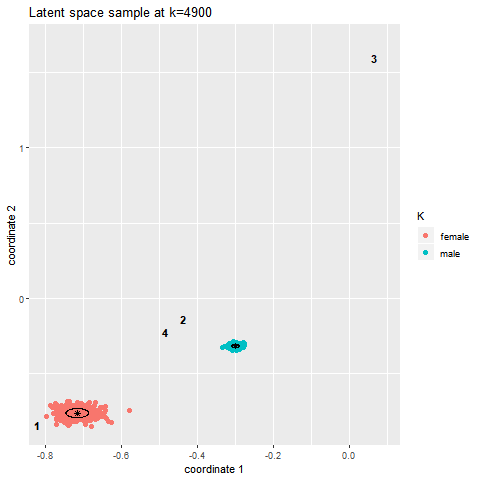 Latent space sample at k=4900
3
1
K
female
male
coordinate 2
0
2
4
1
-0.8
-0.6
-0.4
-0.2
0.0
coordinate 1